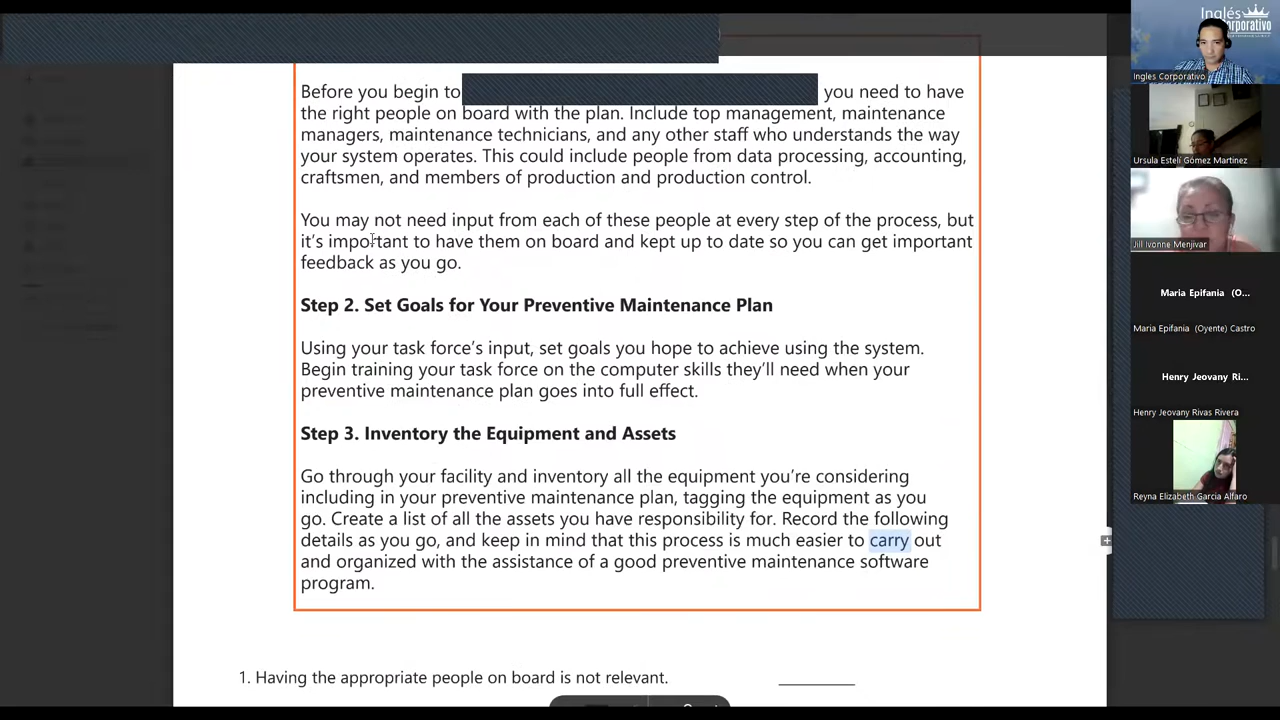 Before you begin to you need to have
the right people on board with the plan. Include top management, maintenance
managers, maintenance technicians, and any other staff who understands the way
your system operates. This could include people from data processing, accounting,
craftsmen, and members of production and production control.
You may not need input from each of these people at every step of the process, but
it's important to have them on board and kept up to date so you can get important
feedback as you go.
Step 2. Set Goals for Your Preventive Maintenance Plan
Using your task force's input, set goals you hope to achieve using the system.
Begin training your task force on the computer skills they'll need when your
preventive maintenance plan goes into full effect.
Step 3. Inventory the Equipment and Assets
Go through your facility and inventory all the equipment you're considering
including in your preventive maintenance plan, tagging the equipment as you
go. Create a list of all the assets you have responsibility for. Record the following
details as you go, and keep in mind that this process is much easier to carry out
and organized with the assistance of a good preventive maintenance software
program.
1. Having the appropriate people on board is not relevant.
Inglés
Corporativo
Ingles Corporativo
Ursula Estelí Gómez Martinez
Jill Ivonne Menjivar
Maria Epifania (O...
Maria Epifania (Oyente) Castro
Henry Jeovany Ri...
Henry Jeovany Rivas Rivera
Reyna Elizabeth Garcia Alfaro